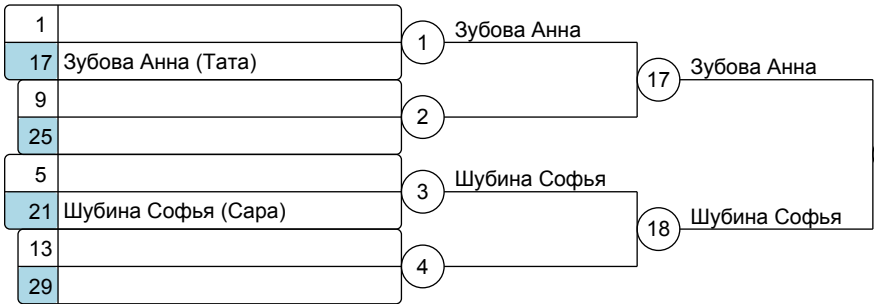 1
17 Зубова Анна (Тата)
9
25
5
21 Шубина Софья (Сара)
13
29
1 Зубова Анна
2
3 Шубина Софья
4
17 Зубова Анна
18 Шубина Софья